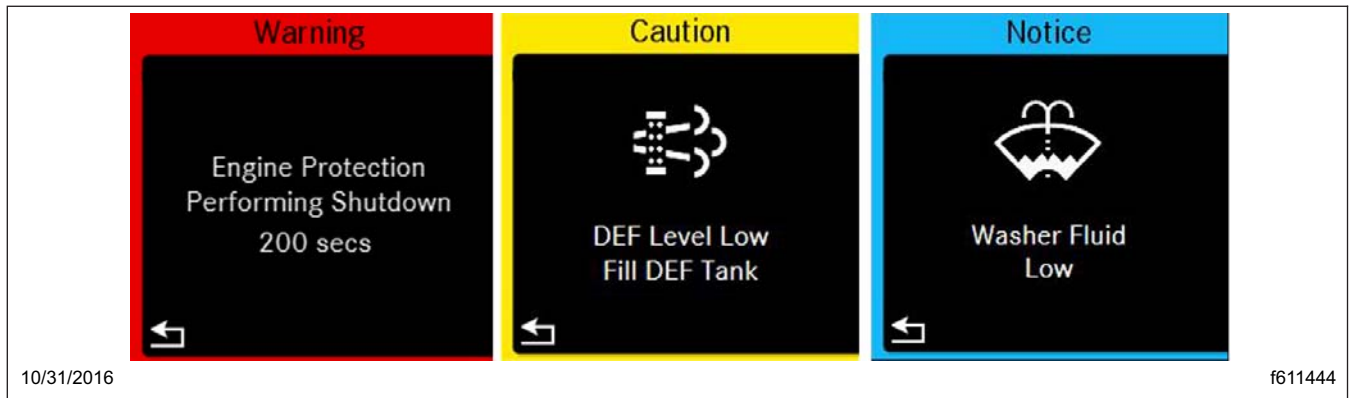 Warning
Engine Protection
Performing Shutdown
200 secs
Caution
DEF Level Low
Fill DEF Tank
Notice
Washer Fluid
Low
10/31/2016
f611444